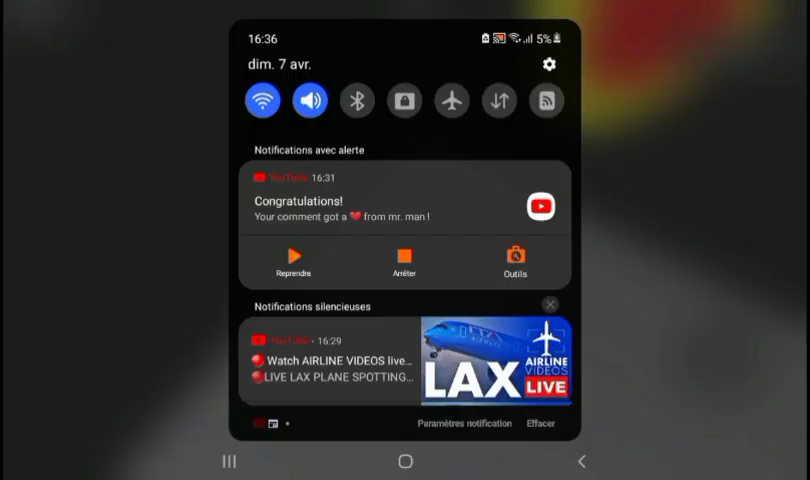 16:36
5%
dim. 7 avr.
Notifications avec alerte
YouTube 16:31
Congratulations!
Your comment got a ❤ from mr. man !
Reprendre
Arrêter
Outils
Notifications silencieuses
YouTube • 16:29
Watch AIRLINE VIDEOS live...
LIVE LAX PLANE SPOTTING...
LAX
AIRLINE
VIDEOS
LIVE
Paramètres notification
Effacer